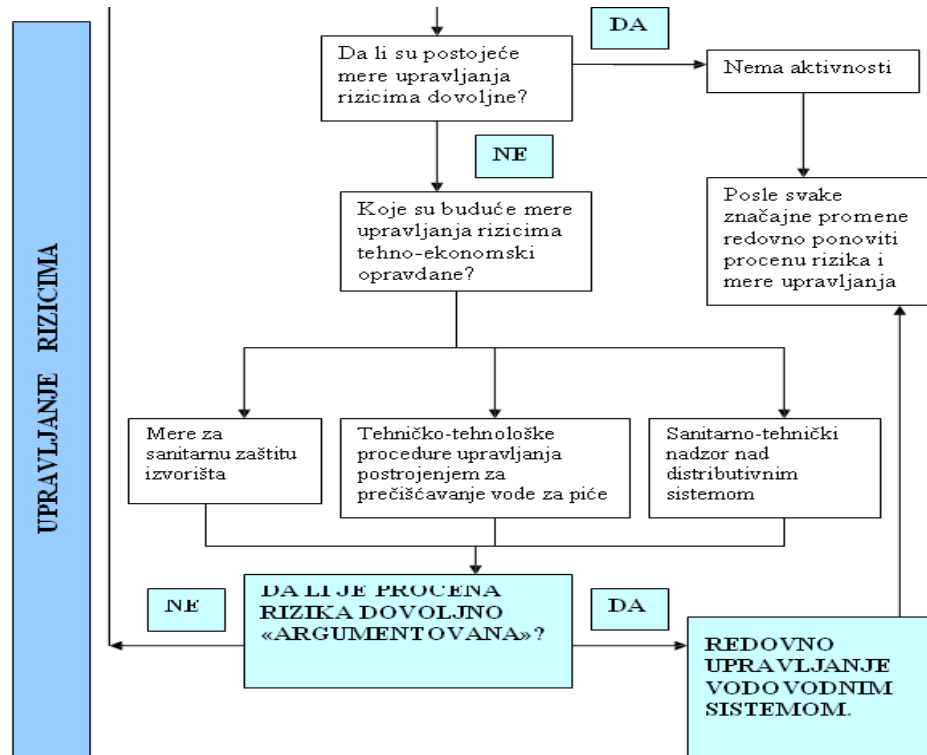 UPRAVLJANJE RIZICIMA
DA
Da li su postojeće
mere upravljanja
rizicima dovoljne?
Nema aktivnosti
NE
Koje su buduće mere
upravljanja rizicima
tehno-ekonomski
opravdane?
Posle svake
značajne promene
redovno ponoviti
procenu rizika i
mere upravljanja
Mere za
sanitarnu zaštitu
izvorišta
Tehničko-tehnološke
procedure upravljanja
postrojenjem za
prečišćavanje vode za piće
Sanitarno-tehnički
nadzor nad
distributivnim
sistemom
NE
DA LI JE PROCENA
RIZIKA DOVOLJNO
«ARGUMENTOVANA»?
DA
REDOVNO
UPRAVLJANJE
VODOVODNIM
SISTEMOM.